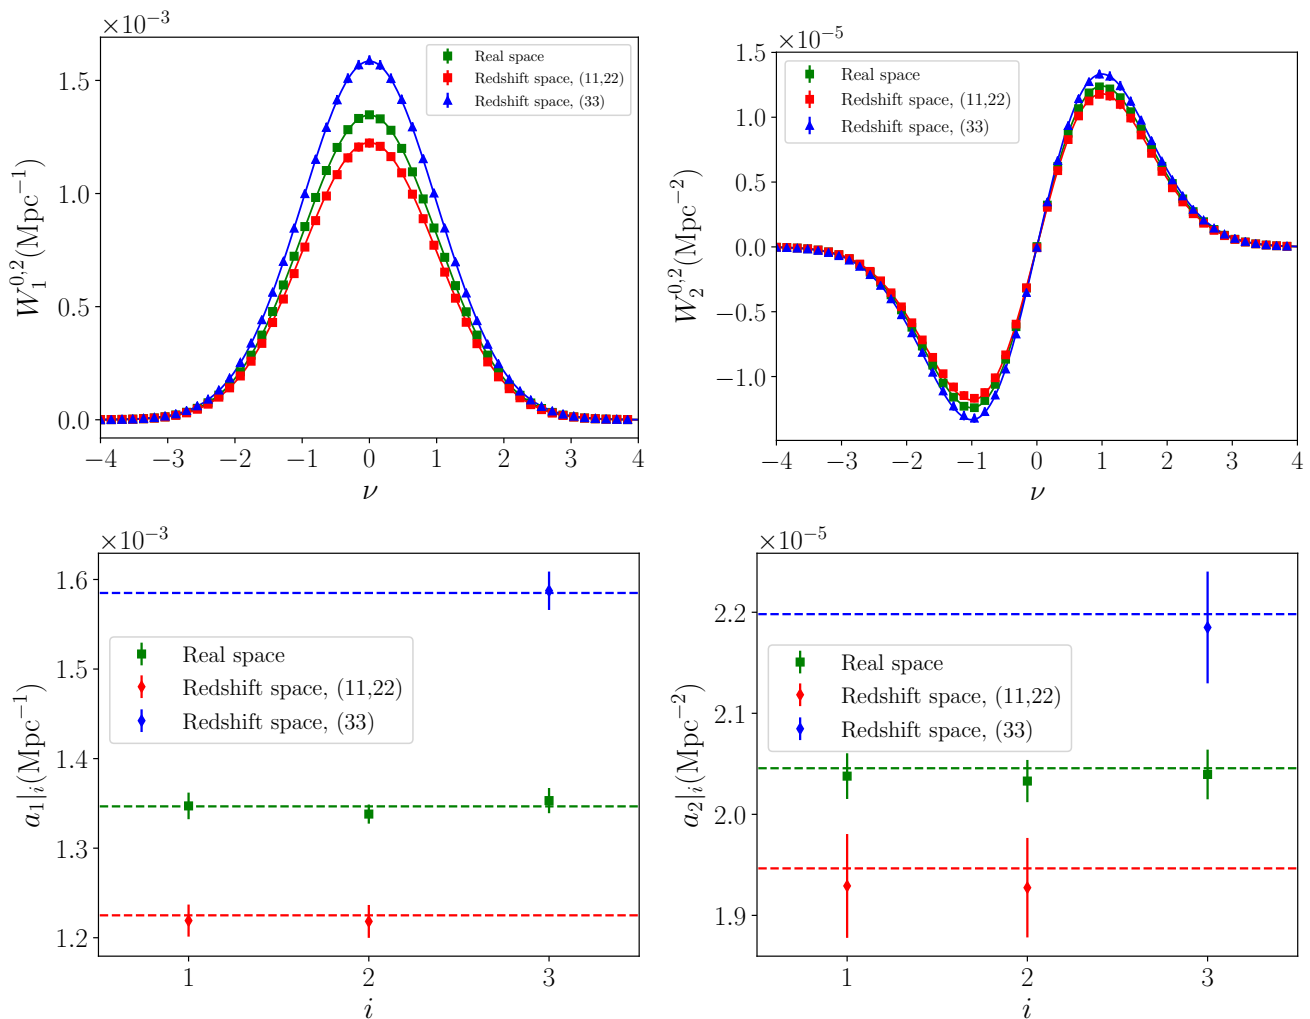 ×10⁻³
W₁⁰,² (Mpc⁻¹)
1.5
1.0
0.5
0.0
Real space
Redshift space, (11,22)
Redshift space, (33)
−4 −3 −2 −1 0 1 2 3 4
ν
×10⁻⁵
W₂⁰,² (Mpc⁻²)
1.5
1.0
0.5
0.0
−0.5
−1.0
Real space
Redshift space, (11,22)
Redshift space, (33)
−4 −3 −2 −1 0 1 2 3 4
ν
×10⁻³
a₁|ᵢ(Mpc⁻¹)
1.6
1.5
1.4
1.3
1.2
Real space
Redshift space, (11,22)
Redshift space, (33)
1 2 3
i
×10⁻⁵
a₂|ᵢ(Mpc⁻²)
2.2
2.1
2.0
1.9
Real space
Redshift space, (11,22)
Redshift space, (33)
1 2 3
i